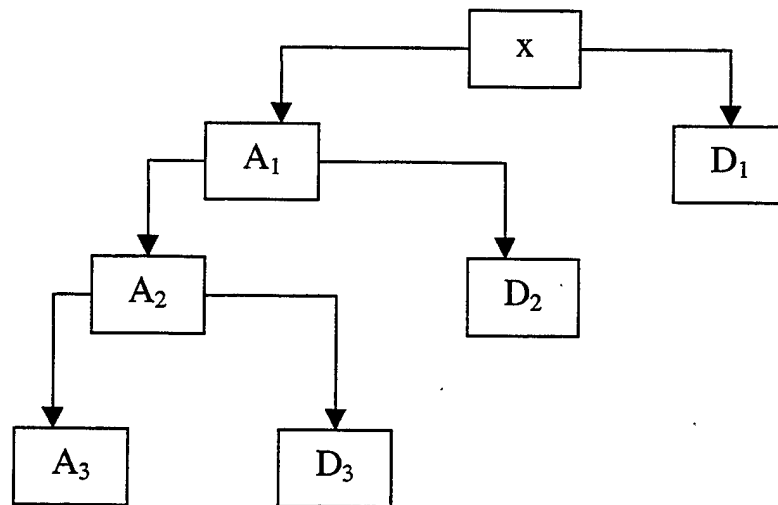 x
A₁
D₁
A₂
D₂
A₃
D₃